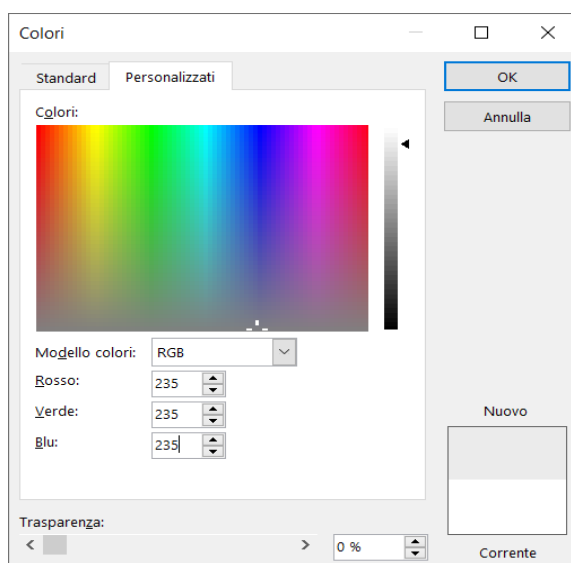 Colori
Standard
Personalizzati
OK
Annulla
Colori:
Modello colori:
RGB
Rosso:
235
Verde:
235
Blu:
235
Nuovo
Trasparenza:
0 %
Corrente